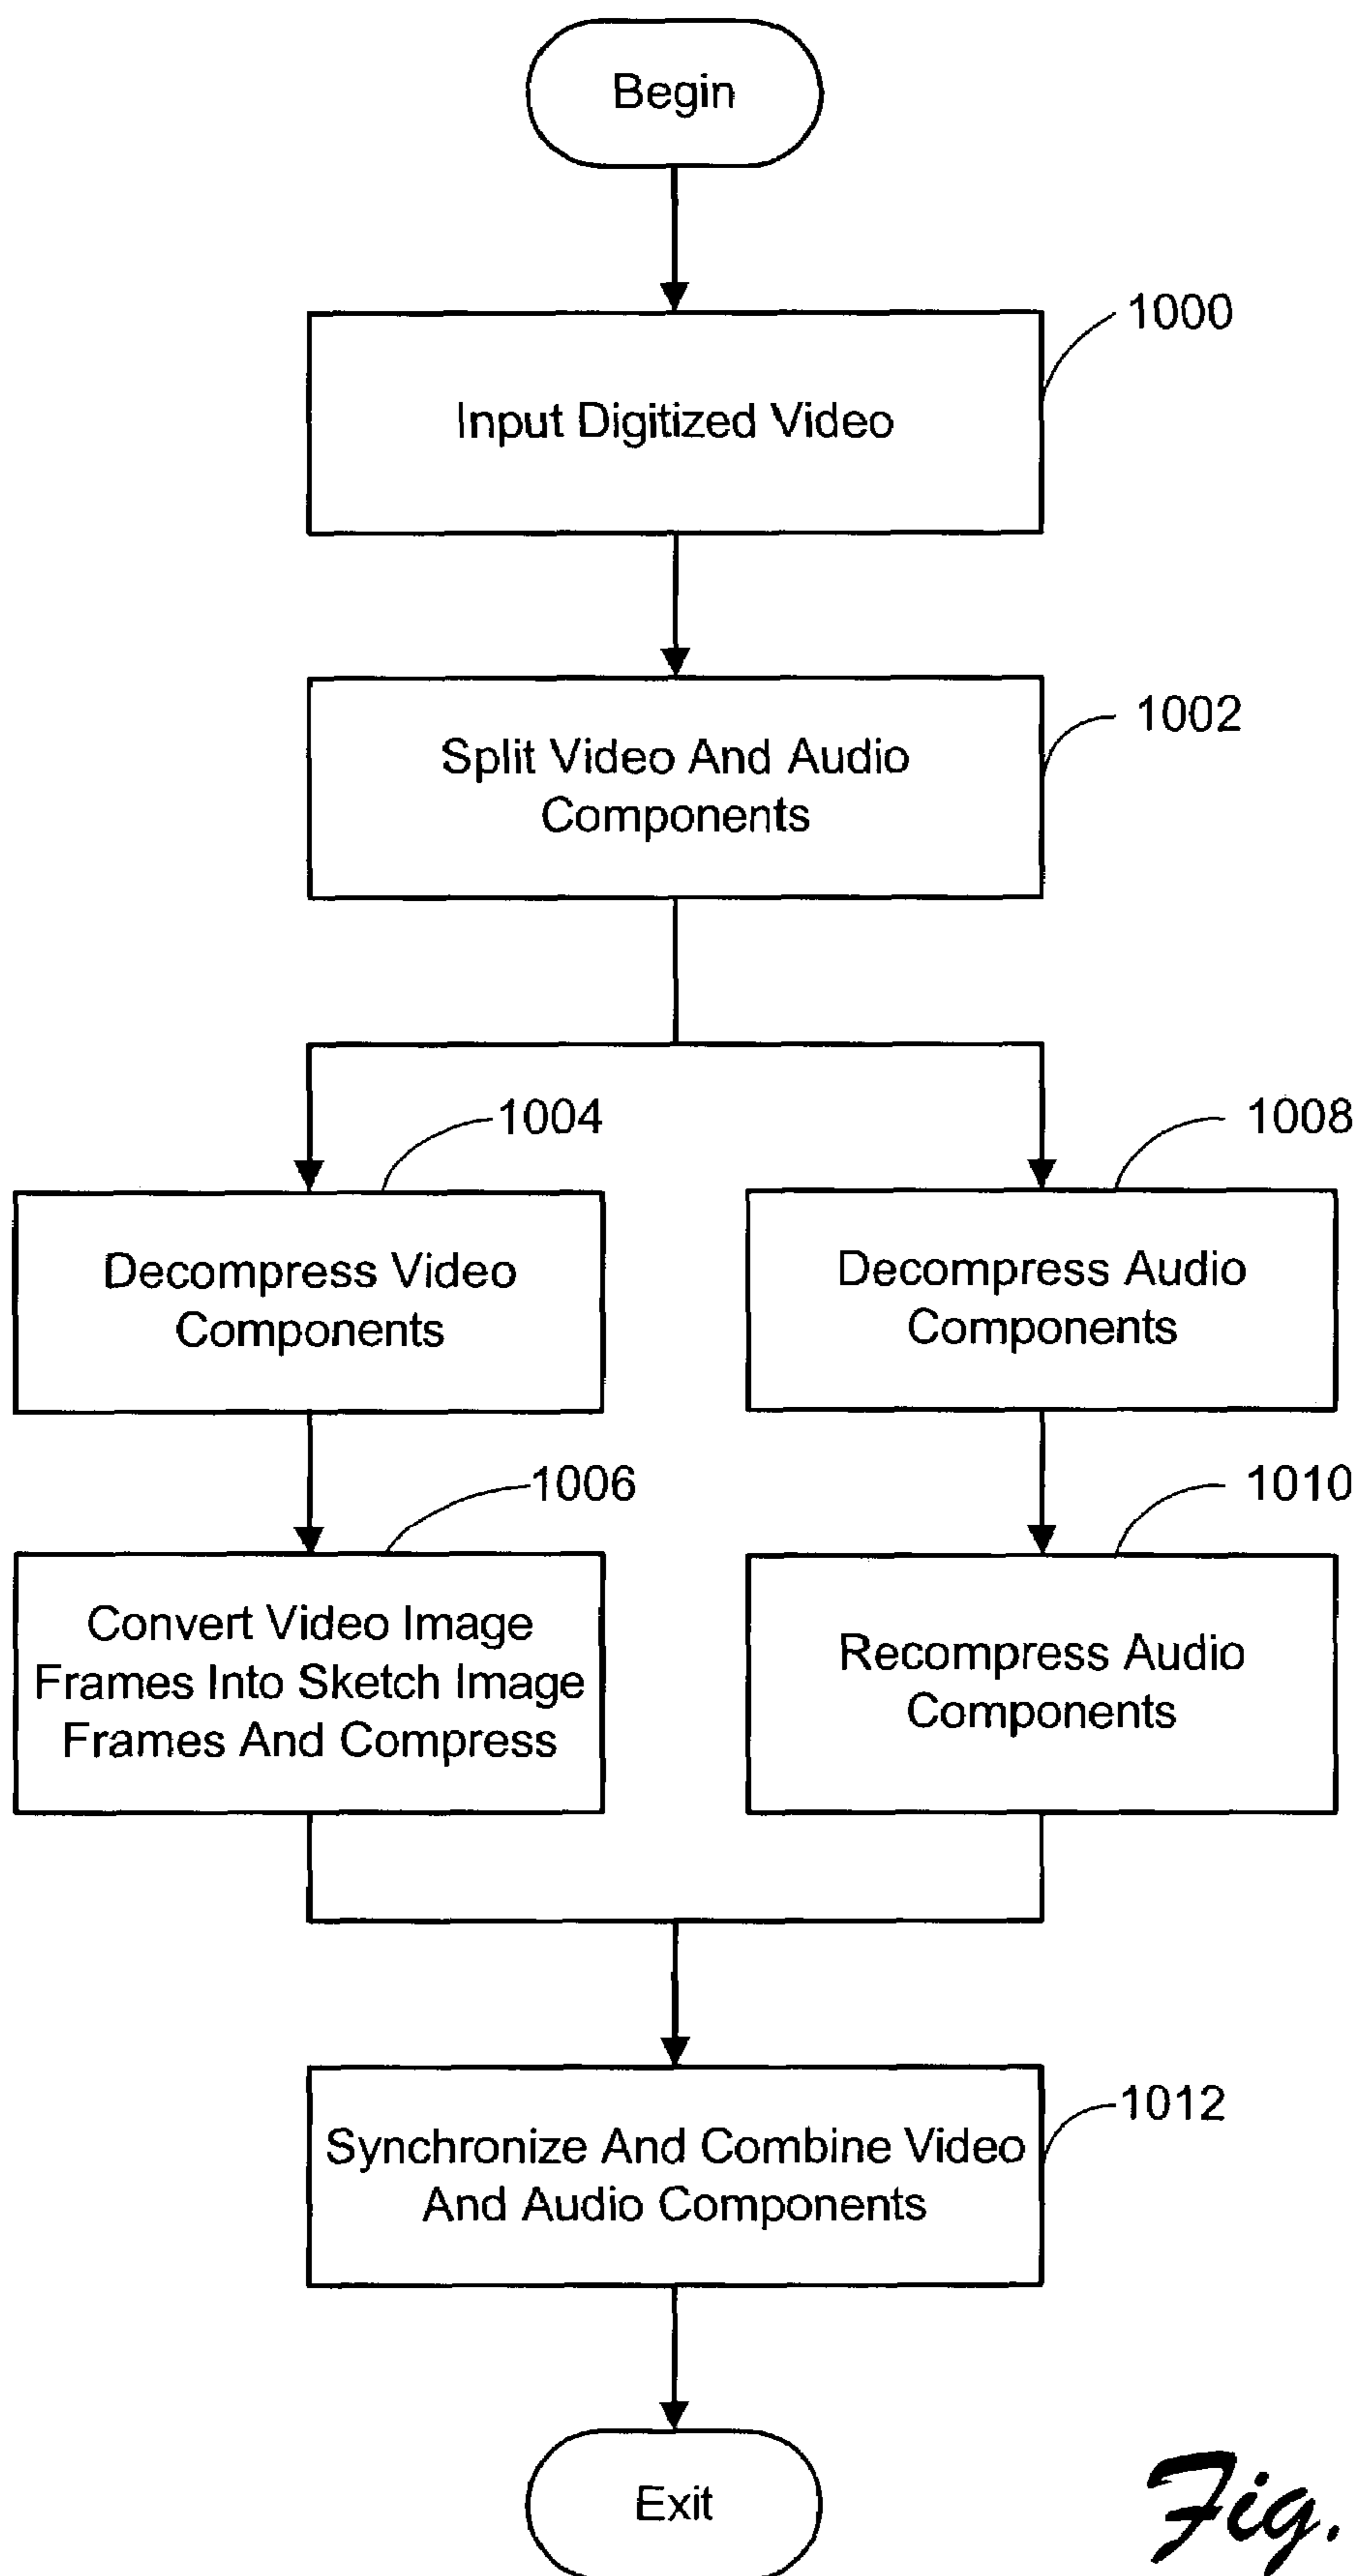 Begin
1000
Input Digitized Video
1002
Split Video And Audio
Components
1004
1008
Decompress Video
Components
Decompress Audio
Components
1006
1010
Convert Video Image
Frames Into Sketch Image
Frames And Compress
Recompress Audio
Components
1012
Synchronize And Combine Video
And Audio Components
Exit
Fig.